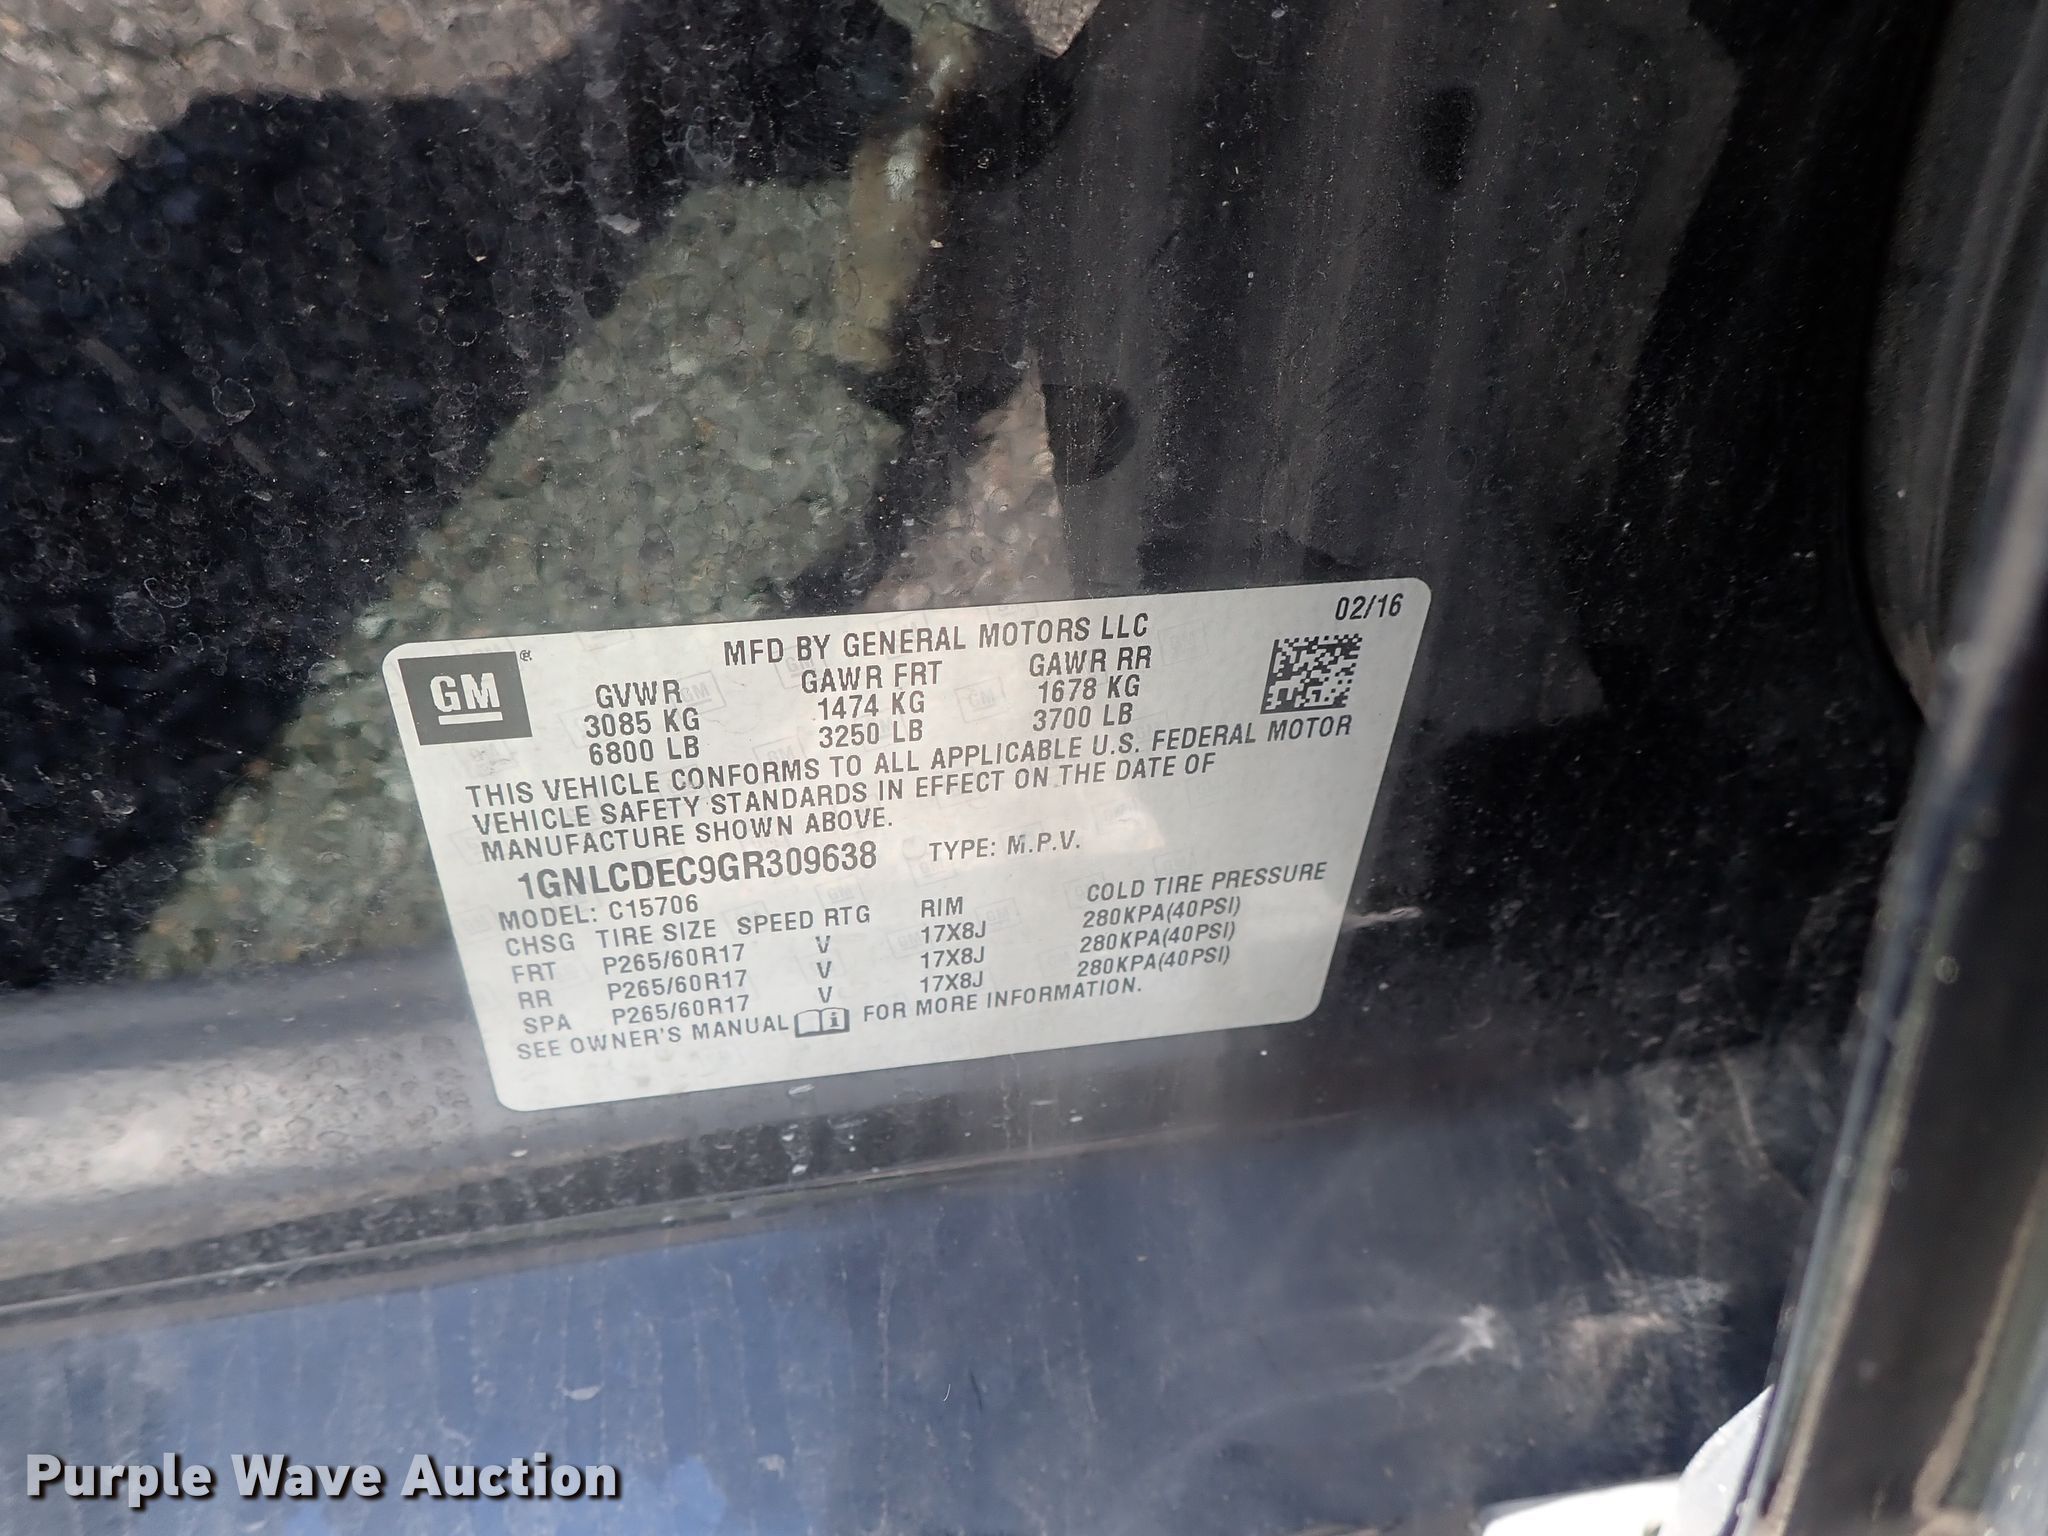 02/16
MFD BY GENERAL MOTORS LLC
GM
GVWR GAWR FRT GAWR RR
3085 KG 1474 KG 1678 KG
6800 LB 3250 LB 3700 LB
THIS VEHICLE CONFORMS TO ALL APPLICABLE U.S. FEDERAL MOTOR
VEHICLE SAFETY STANDARDS IN EFFECT ON THE DATE OF
MANUFACTURE SHOWN ABOVE.
1GNLCDEC9GR309638 TYPE: M.P.V.
MODEL: C15706
CHSG TIRE SIZE SPEED RTG RIM COLD TIRE PRESSURE
FRT P265/60R17 V 17X8J 280KPA(40PSI)
RR P265/60R17 V 17X8J 280KPA(40PSI)
SPA P265/60R17 V 17X8J 280KPA(40PSI)
SEE OWNER'S MANUAL FOR MORE INFORMATION.
Purple Wave Auction